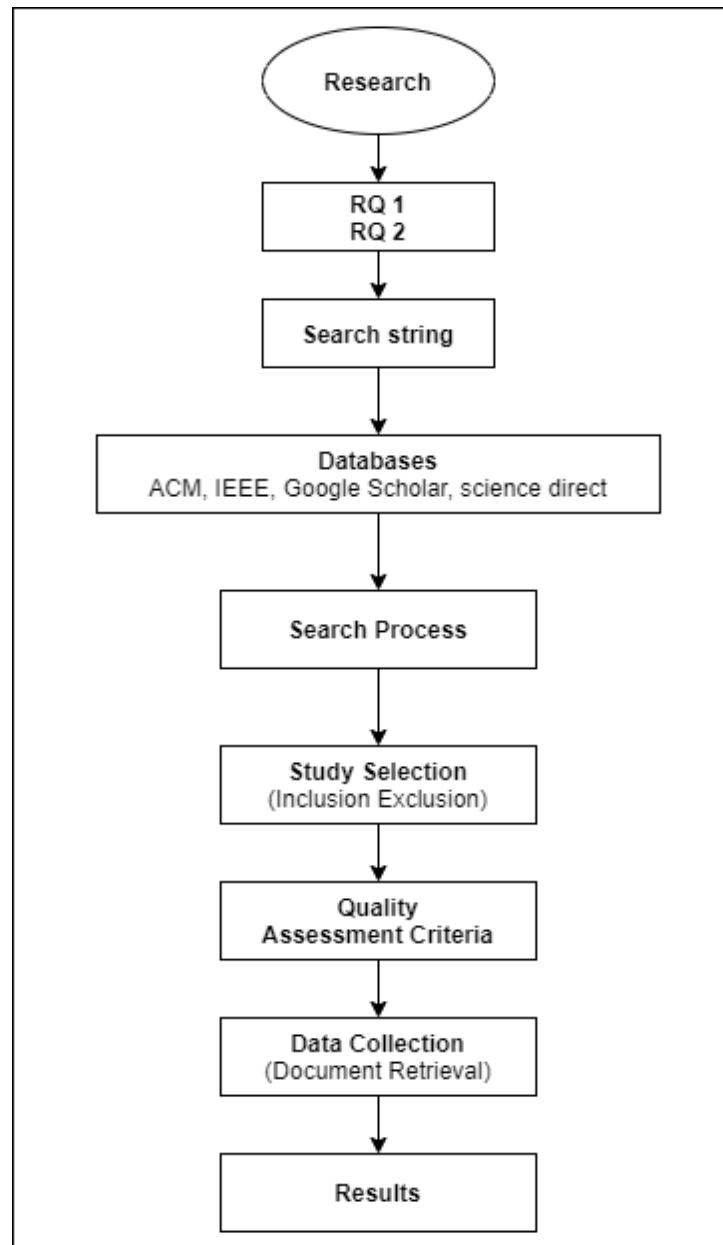 Research
RQ 1
RQ 2
Search string
Databases
ACM, IEEE, Google Scholar, science direct
Search Process
Study Selection
(Inclusion Exclusion)
Quality
Assessment Criteria
Data Collection
(Document Retrieval)
Results